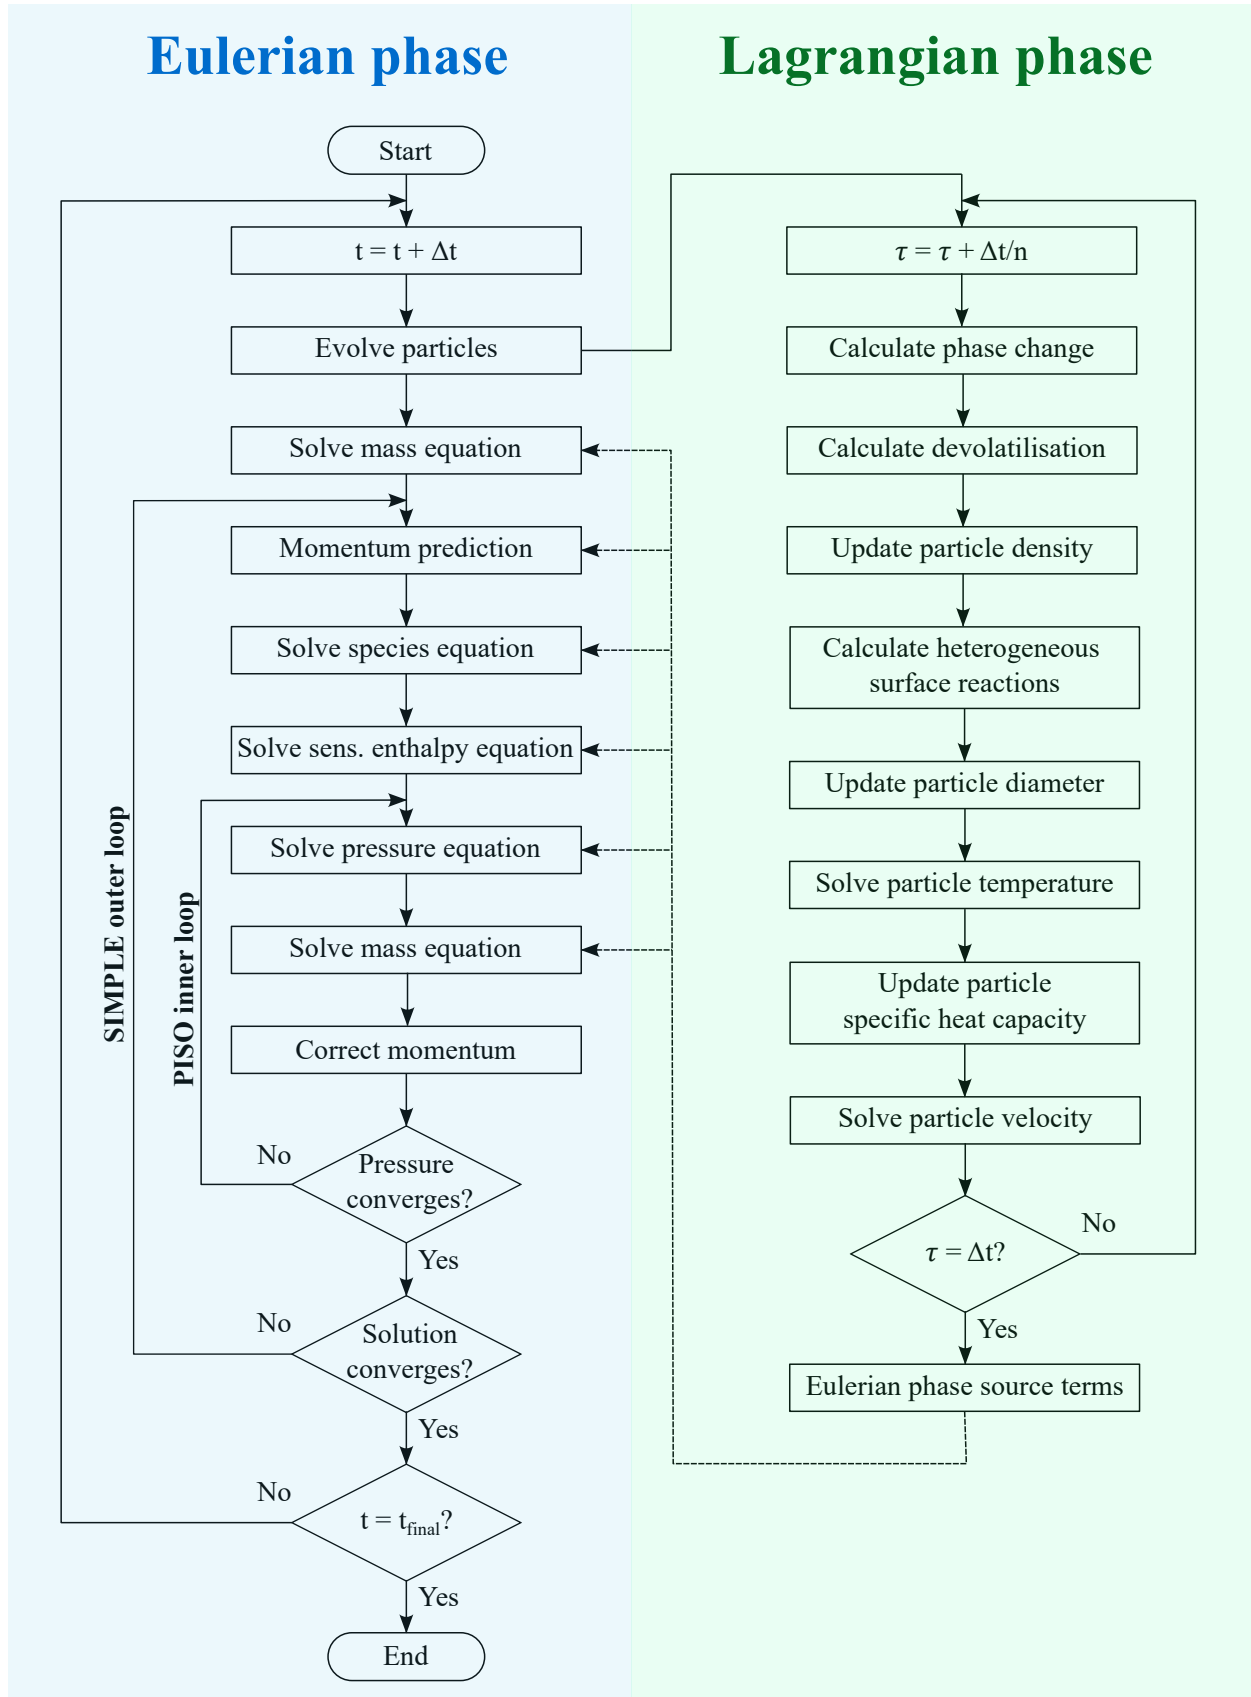 Eulerian phase
Start
t = t + Δt
Evolve particles
Solve mass equation
Momentum prediction
Solve species equation
Solve sens. enthalpy equation
Solve pressure equation
Solve mass equation
Correct momentum
Pressure
converges?
No
Yes
Solution
converges?
No
Yes
t = t_final?
No
Yes
End
SIMPLE outer loop
PISO inner loop
Lagrangian phase
τ = τ + Δt/n
Calculate phase change
Calculate devolatilisation
Update particle density
Calculate heterogeneous
surface reactions
Update particle diameter
Solve particle temperature
Update particle
specific heat capacity
Solve particle velocity
τ = Δt?
No
Yes
Eulerian phase source terms